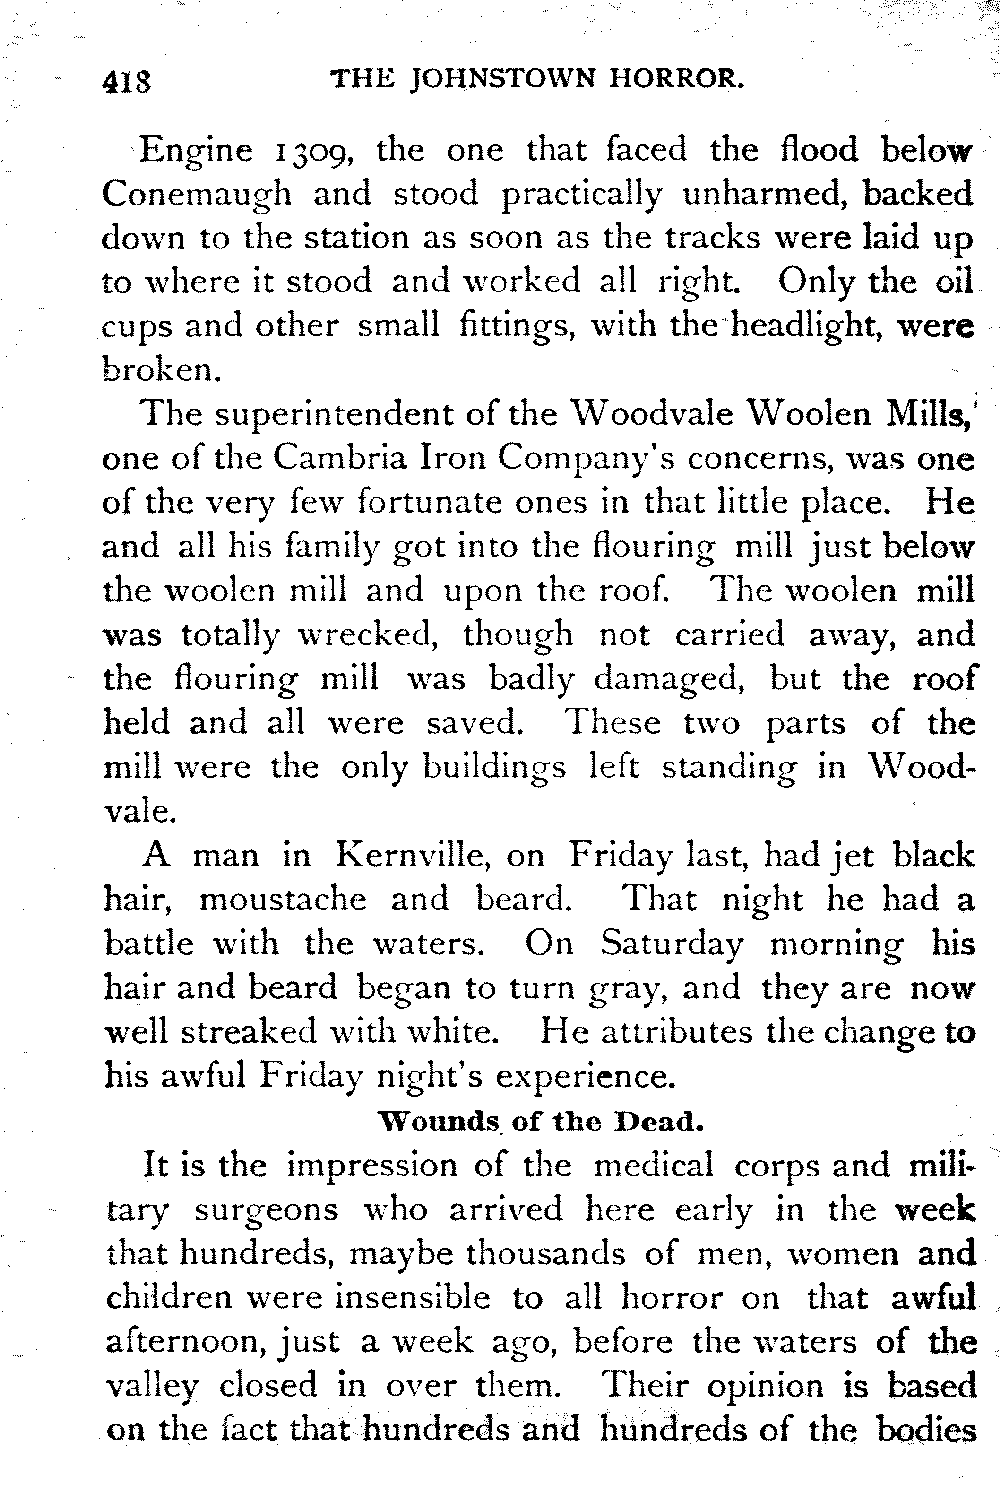 418 THE JOHNSTOWN HORROR.
Engine 1309, the one that faced the flood below
Conemaugh and stood practically unharmed, backed
down to the station as soon as the tracks were laid up
to where it stood and worked all right. Only the oil
cups and other small fittings, with the headlight, were
broken.
The superintendent of the Woodvale Woolen Mills,
one of the Cambria Iron Company's concerns, was one
of the very few fortunate ones in that little place. He
and all his family got into the flouring mill just below
the woolen mill and upon the roof. The woolen mill
was totally wrecked, though not carried away, and
the flouring mill was badly damaged, but the roof
held and all were saved. These two parts of the
mill were the only buildings left standing in Wood-
vale.
A man in Kernville, on Friday last, had jet black
hair, moustache and beard. That night he had a
battle with the waters. On Saturday morning his
hair and beard began to turn gray, and they are now
well streaked with white. He attributes the change to
his awful Friday night's experience.
Wounds of the Dead.
It is the impression of the medical corps and mili-
tary surgeons who arrived here early in the week
that hundreds, maybe thousands of men, women and
children were insensible to all horror on that awful
afternoon, just a week ago, before the waters of the
valley closed in over them. Their opinion is based
on the fact that hundreds and hundreds of the bodies